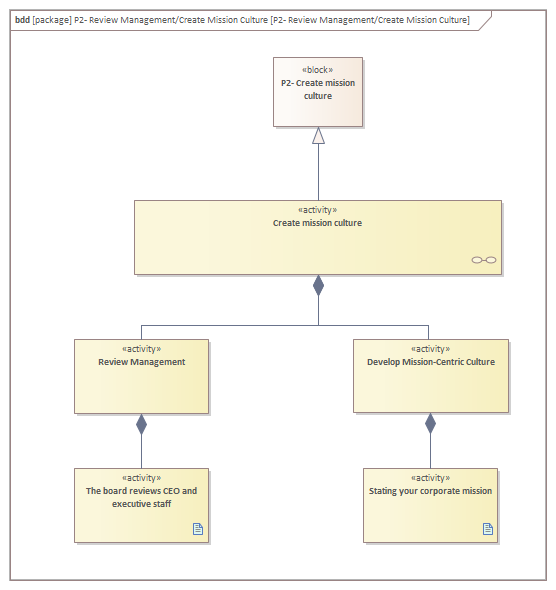 bdd [package] P2- Review Management/Create Mission Culture [P2- Review Management/Create Mission Culture]
«block»
P2- Create mission
culture
«activity»
Create mission culture
«activity»
Review Management
«activity»
Develop Mission-Centric Culture
«activity»
The board reviews CEO and
executive staff
«activity»
Stating your corporate mission